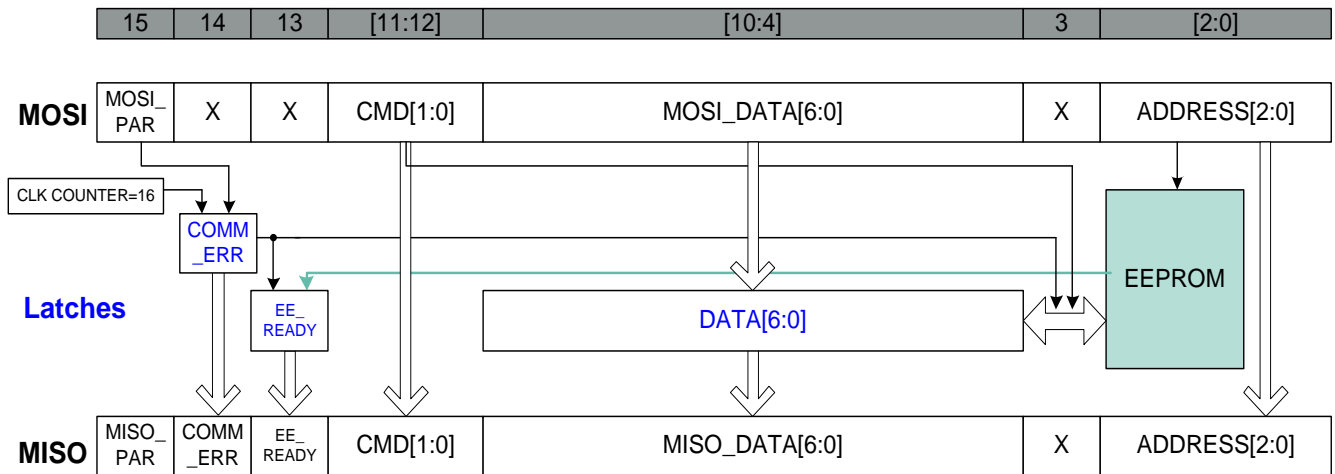 15 14 13 [11:12] [10:4] 3 [2:0]
MOSI MOSI_ X X CMD[1:0] MOSI_DATA[6:0] X ADDRESS[2:0]
PAR
CLK COUNTER=16
COMM
_ERR
EEPROM
Latches
EE_
READY
DATA[6:0]
MISO MISO_ COMM EE_ CMD[1:0] MISO_DATA[6:0] X ADDRESS[2:0]
PAR _ERR READY